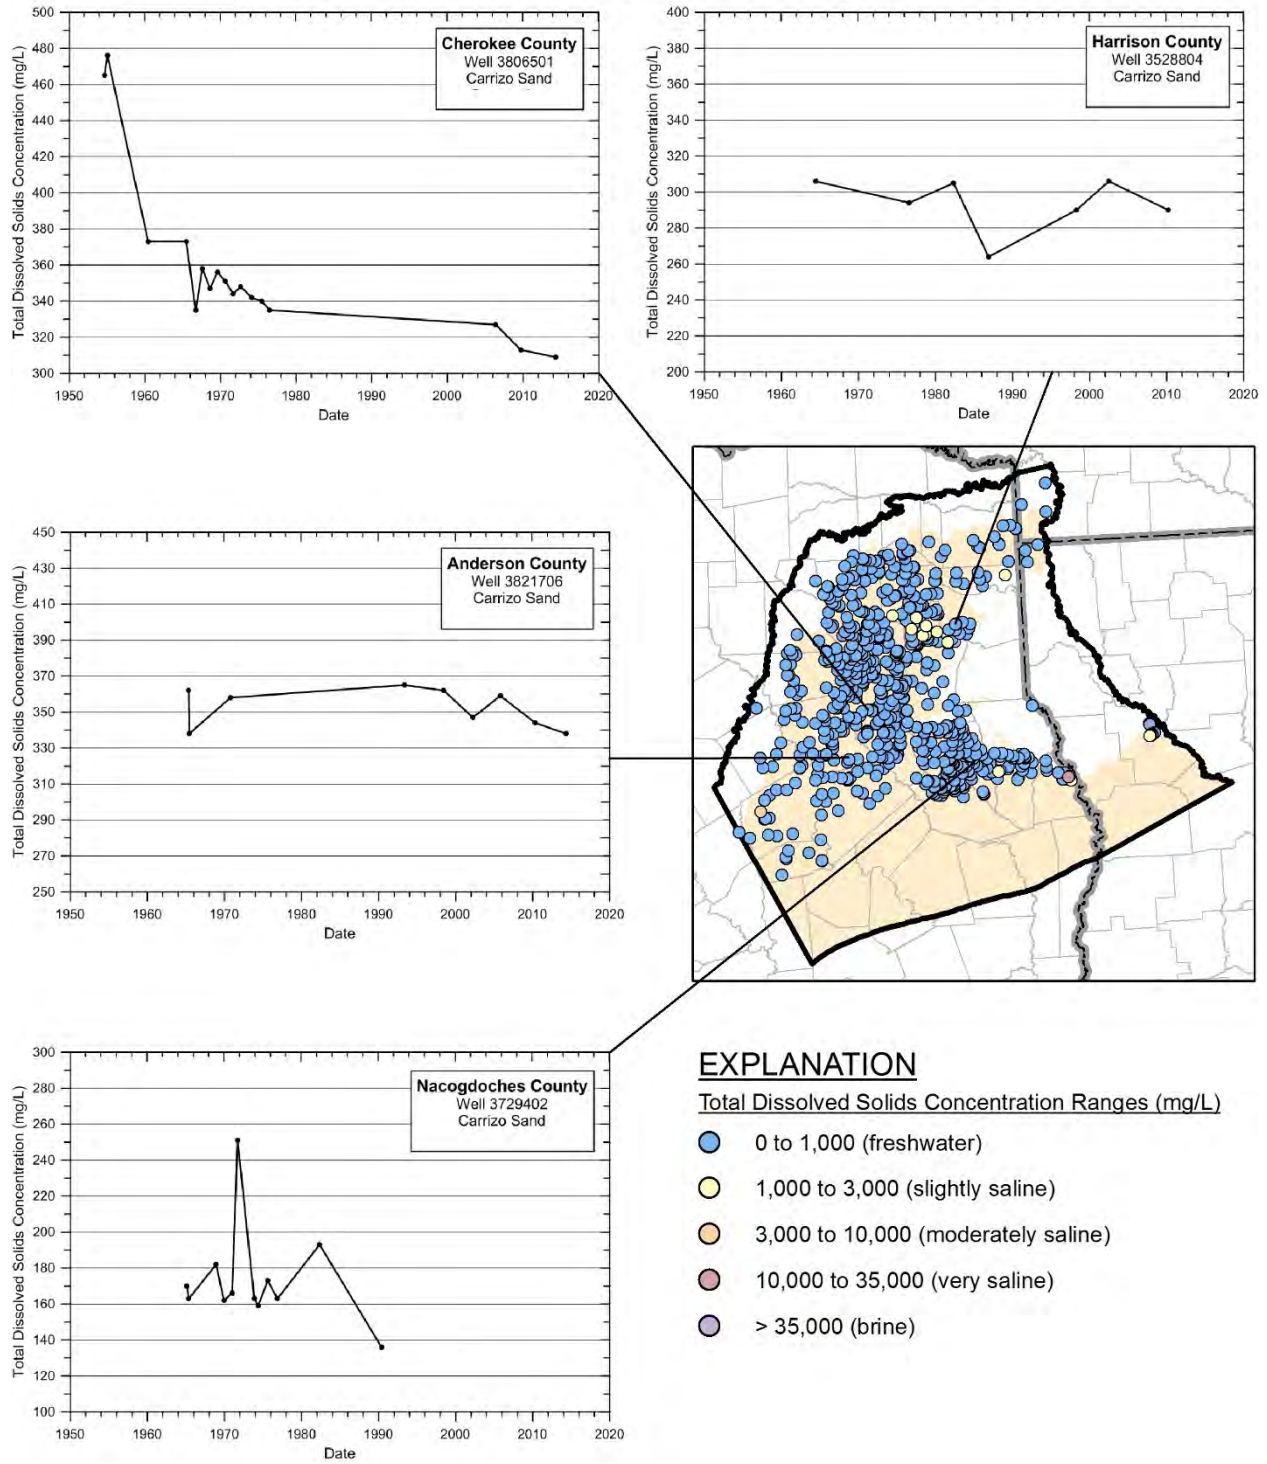 Total Dissolved Solids Concentration (mg/L)
500
480
460
440
420
400
380
360
340
320
300
1950
1960
1970
1980
1990
2000
2010
2020
Date
Cherokee County
Well 3806501
Carrizo Sand
Total Dissolved Solids Concentration (mg/L)
400
380
360
340
320
300
280
260
240
220
200
1950
1960
1970
1980
1990
2000
2010
2020
Date
Harrison County
Well 3528804
Carrizo Sand
Total Dissolved Solids Concentration (mg/L)
450
430
410
390
370
350
330
310
290
270
250
1950
1960
1970
1980
1990
2000
2010
2020
Date
Anderson County
Well 3821706
Carrizo Sand
Total Dissolved Solids Concentration (mg/L)
300
280
260
240
220
200
180
160
140
120
100
1950
1960
1970
1980
1990
2000
2010
2020
Date
Nacogdoches County
Well 3729402
Carrizo Sand
EXPLANATION
Total Dissolved Solids Concentration Ranges (mg/L)
0 to 1,000 (freshwater)
1,000 to 3,000 (slightly saline)
3,000 to 10,000 (moderately saline)
10,000 to 35,000 (very saline)
> 35,000 (brine)